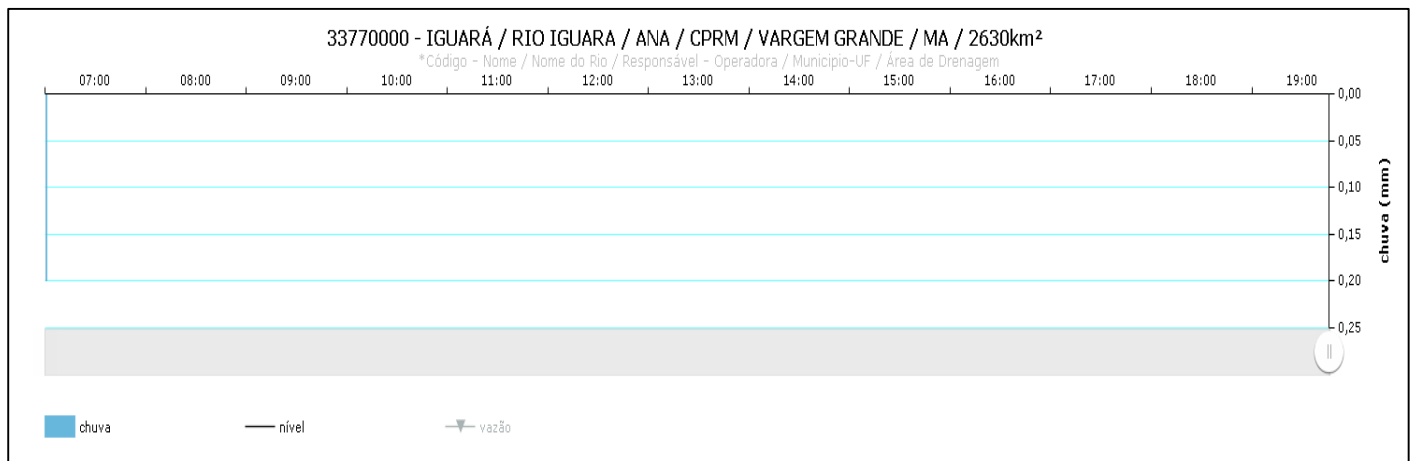 33770000 - IGUARÁ / RIO IGUARA / ANA / CPRM / VARGEM GRANDE / MA / 2630km²
*Código - Nome / Nome do Rio / Responsável - Operadora / Município-UF / Área de Drenagem
07:00 08:00 09:00 10:00 11:00 12:00 13:00 14:00 15:00 16:00 17:00 18:00 19:00
0,00
0,05
0,10
0,15
0,20
0,25
chuva (mm)
chuva nível vazão